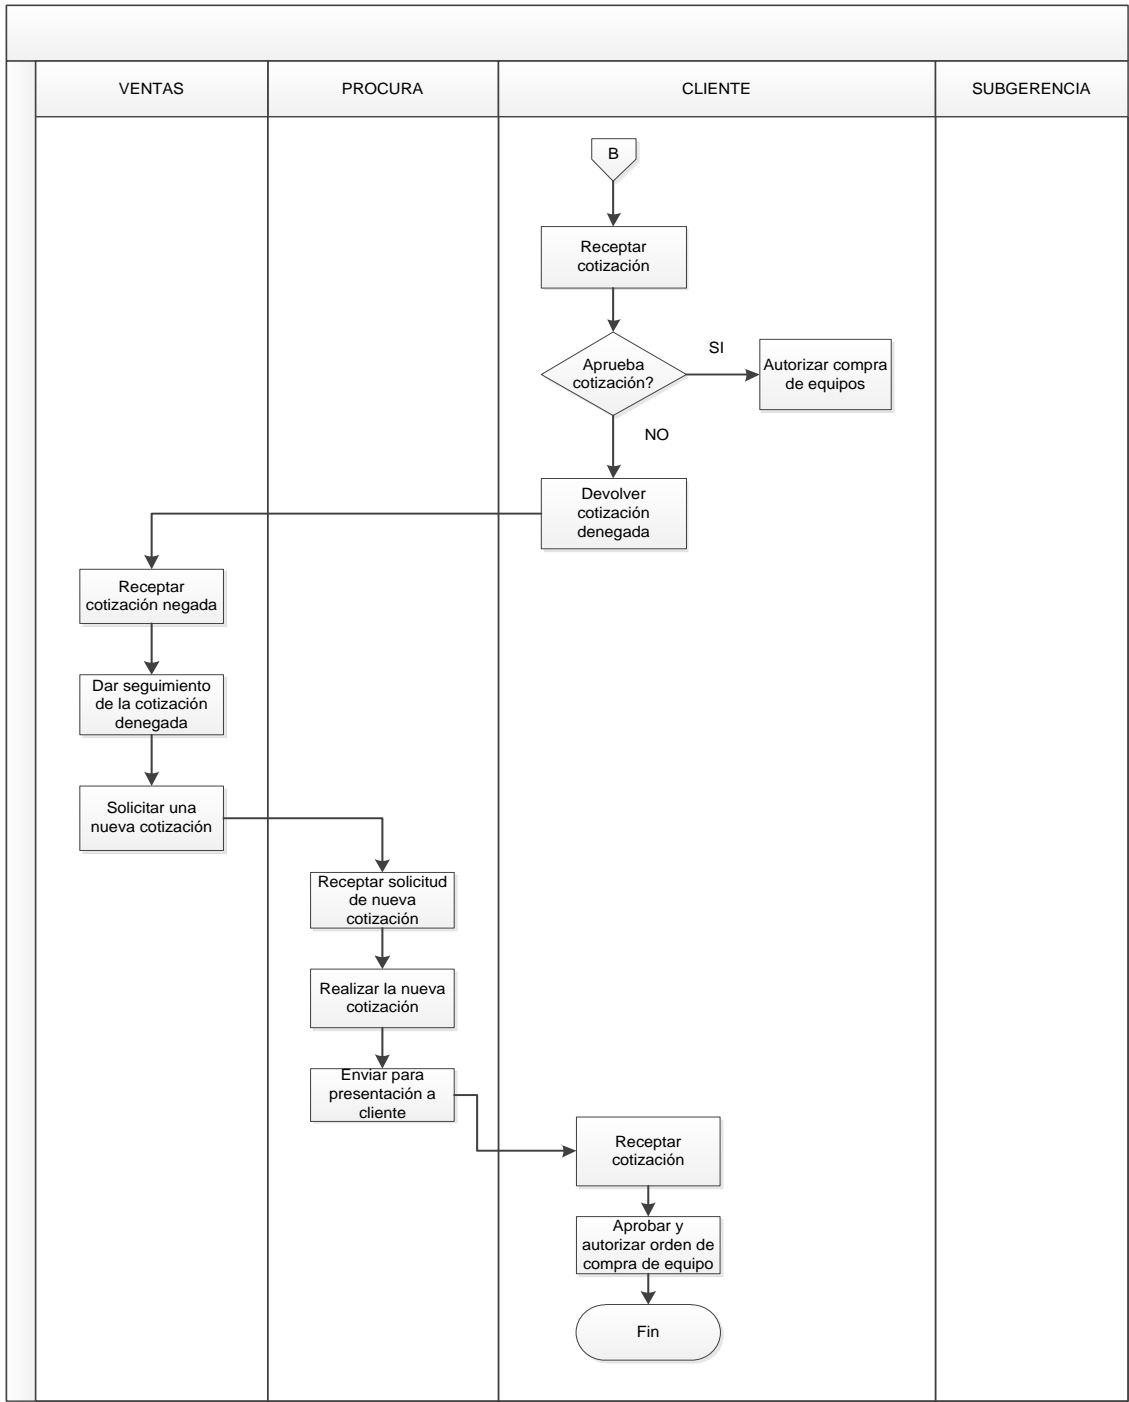 VENTAS
PROCURA
CLIENTE
SUBGERENCIA
B
Receptar
cotización
Aprueba
cotización?
SI
Autorizar compra
de equipos
NO
Devolver
cotización
denegada
Receptar
cotización negada
Dar seguimiento
de la cotización
denegada
Solicitar una
nueva cotización
Receptar solicitud
de nueva
cotización
Realizar la nueva
cotización
Enviar para
presentación a
cliente
Receptar
cotización
Aprobar y
autorizar orden de
compra de equipo
Fin